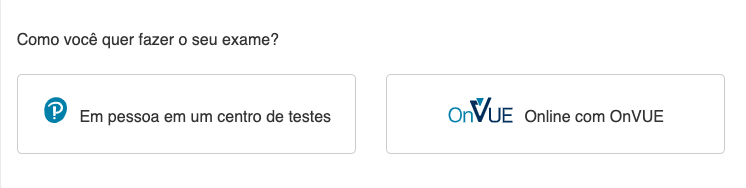 Como você quer fazer o seu exame?
Em pessoa em um centro de testes
OnVUE Online com OnVUE